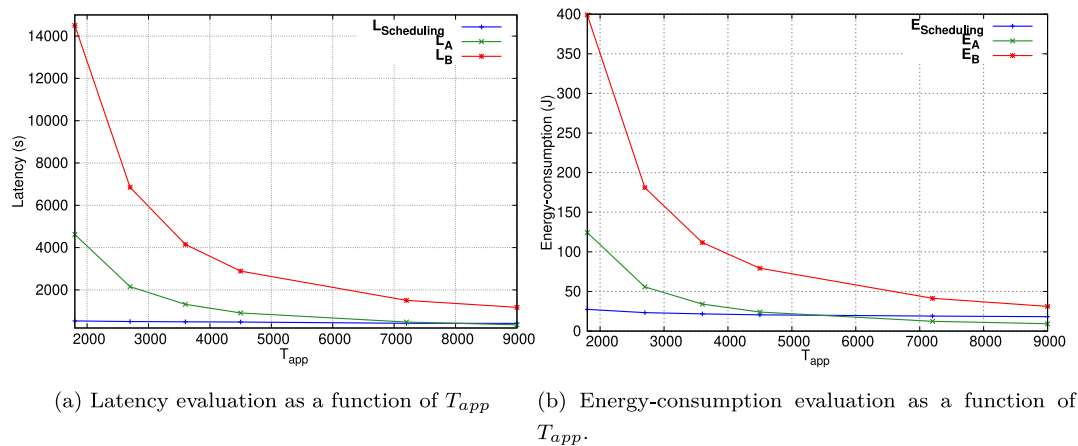 14000
12000
10000
8000
6000
4000
2000
Latency (s)
2000 3000 4000 5000 6000 7000 8000 9000
T_app
L_Scheduling
L_A
L_B
(a) Latency evaluation as a function of T_app
400
350
300
250
200
150
100
50
0
Energy-consumption (J)
2000 3000 4000 5000 6000 7000 8000 9000
T_app
E_Scheduling
E_A
E_B
(b) Energy-consumption evaluation as a function of
T_app.